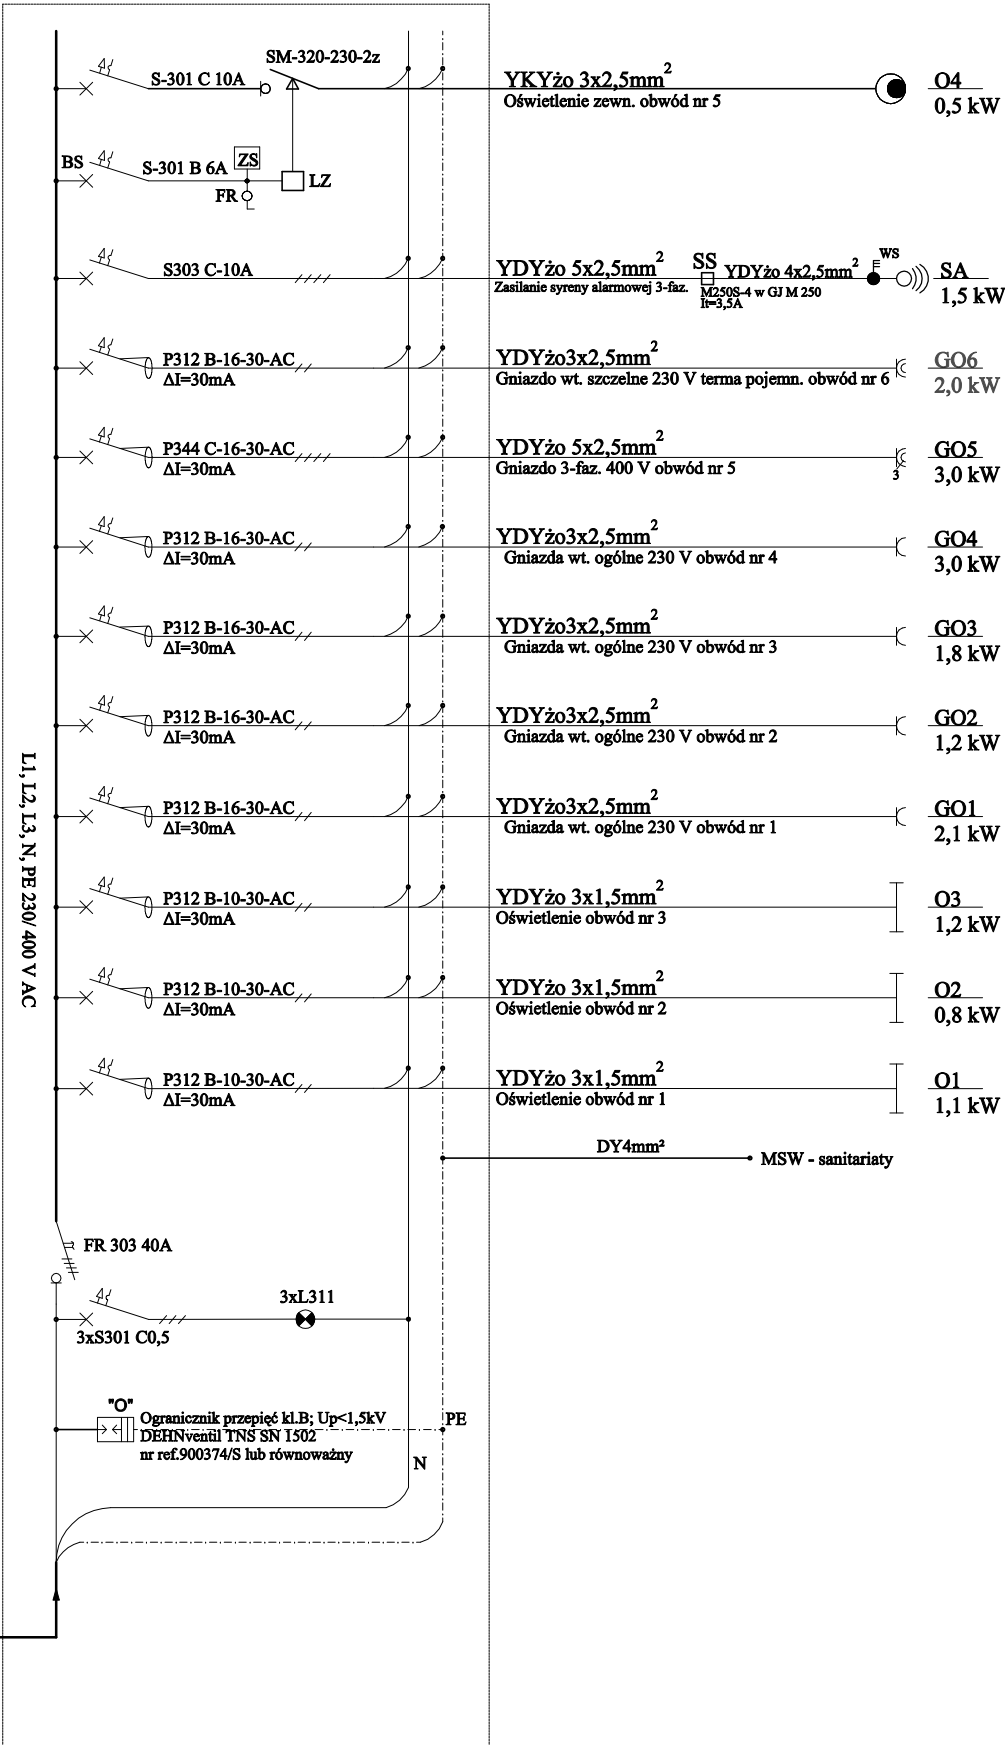 SM-320-230-2z
S-301 C 10A
YKYżo 3x2,5mm²
Oświetlenie zewn. obwód nr 5
O4
0,5 kW
BS
S-301 B 6A
ZS
FR
LZ
S303 C-10A
YDYżo 5x2,5mm²
Zasilanie syreny alarmowej 3-faz.
SS
M250S-4 w GJ M 250
It=3,5A
YDYżo 4x2,5mm²
WS
SA
1,5 kW
P312 B-16-30-AC
ΔI=30mA
YDYżo3x2,5mm²
Gniazdo wt. szczelne 230 V terma pojemn. obwód nr 6
GO6
2,0 kW
P344 C-16-30-AC
ΔI=30mA
YDYżo 5x2,5mm²
Gniazdo 3-faz. 400 V obwód nr 5
3
GO5
3,0 kW
P312 B-16-30-AC
ΔI=30mA
YDYżo3x2,5mm²
Gniazda wt. ogólne 230 V obwód nr 4
GO4
3,0 kW
P312 B-16-30-AC
ΔI=30mA
YDYżo3x2,5mm²
Gniazda wt. ogólne 230 V obwód nr 3
GO3
1,8 kW
P312 B-16-30-AC
ΔI=30mA
YDYżo3x2,5mm²
Gniazda wt. ogólne 230 V obwód nr 2
GO2
1,2 kW
P312 B-16-30-AC
ΔI=30mA
YDYżo3x2,5mm²
Gniazda wt. ogólne 230 V obwód nr 1
GO1
2,1 kW
L1, L2, L3, N, PE 230/ 400 V AC
P312 B-10-30-AC
ΔI=30mA
YDYżo 3x1,5mm²
Oświetlenie obwód nr 3
O3
1,2 kW
P312 B-10-30-AC
ΔI=30mA
YDYżo 3x1,5mm²
Oświetlenie obwód nr 2
O2
0,8 kW
P312 B-10-30-AC
ΔI=30mA
YDYżo 3x1,5mm²
Oświetlenie obwód nr 1
O1
1,1 kW
DY4mm²
MSW - sanitariaty
FR 303 40A
3xL311
3xS301 C0,5
"O"
Ogranicznik przepięć kl.B; Up<1,5kV
DEHNventil TNS SN 1502
nr ref.900374/S lub równoważny
PE
N